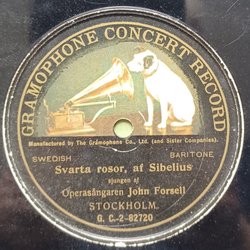 GRAMOPHONE CONCERT RECORD
Manufactured by The Gramophone Co., Ltd. (and Sister Companies).
SWEDISH BARITONE
Svarta rosor, af Sibelius
sjungen af
Operasångaren John Forsell
STOCKHOLM.
G. C.-2-82720